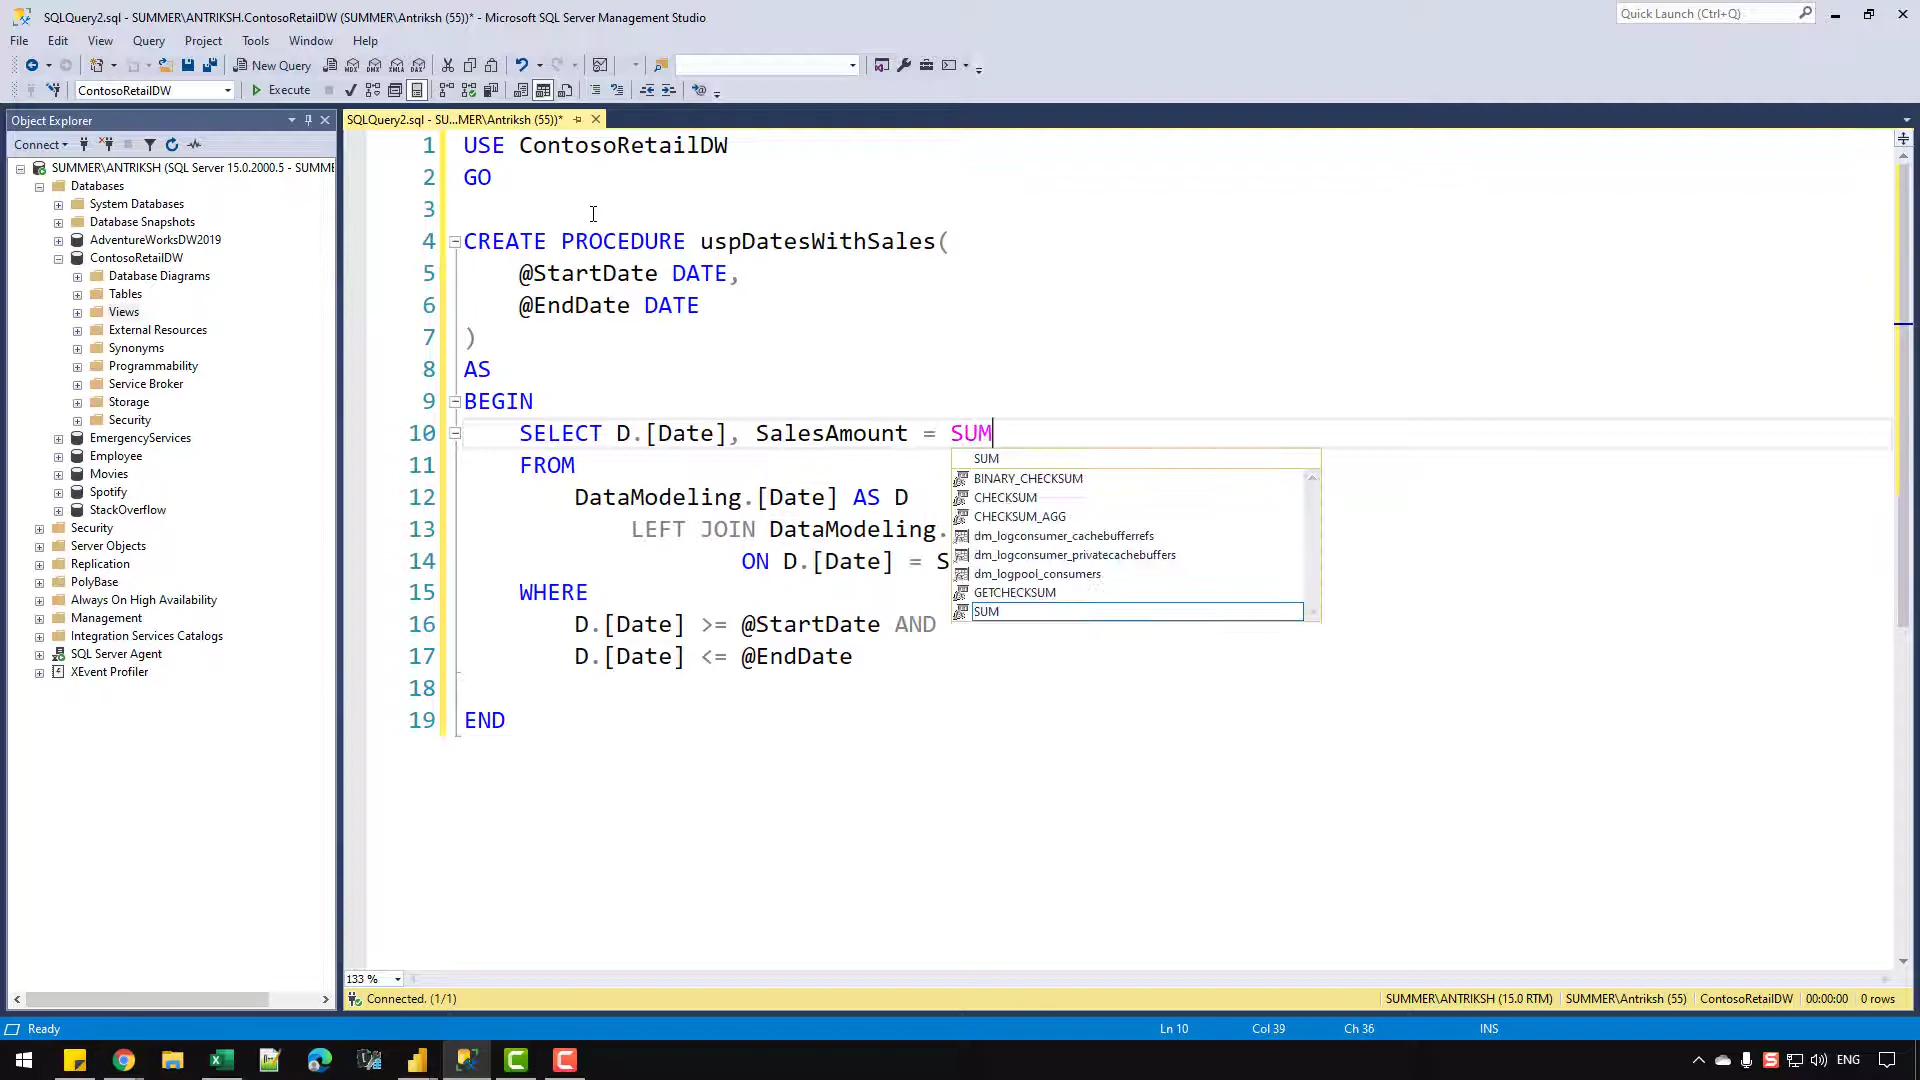 SQLQuery2.sql - SUMMER\ANTRIKSH.ContosoRetailDW (SUMMER\Antriksh (55))* - Microsoft SQL Server Management Studio
Quick Launch (Ctrl+Q)
File Edit View Query Project Tools Window Help
New Query
ContosoRetailDW
Execute
Object Explorer
Connect
SUMMER\ANTRIKSH (SQL Server 15.0.2000.5 - SUMME
Databases
System Databases
Database Snapshots
AdventureWorksDW2019
ContosoRetailDW
Database Diagrams
Tables
Views
External Resources
Synonyms
Programmability
Service Broker
Storage
Security
EmergencyServices
Employee
Movies
Spotify
StackOverflow
Security
Server Objects
Replication
PolyBase
Always On High Availability
Management
Integration Services Catalogs
SQL Server Agent
XEvent Profiler
SQLQuery2.sql - SU...MER\Antriksh (55))*
1 USE ContosoRetailDW
2 GO
3
4 CREATE PROCEDURE uspDatesWithSales(
5 @StartDate DATE,
6 @EndDate DATE
7 )
8 AS
9 BEGIN
10 SELECT D.[Date], SalesAmount = SUM
11 FROM
12 DataModeling.[Date] AS D
13 LEFT JOIN DataModeling.
14 ON D.[Date] = S
15 WHERE
16 D.[Date] >= @StartDate AND
17 D.[Date] <= @EndDate
18
19 END
SUM
BINARY_CHECKSUM
CHECKSUM
CHECKSUM_AGG
dm_logconsumer_cachebufferrefs
dm_logconsumer_privatecachebuffers
dm_logpool_consumers
GETCHECKSUM
SUM
133 %
Connected. (1/1)
SUMMER\ANTRIKSH (15.0 RTM) SUMMER\Antriksh (55) ContosoRetailDW 00:00:00 0 rows
Ready
Ln 10 Col 39 Ch 36 INS
ENG